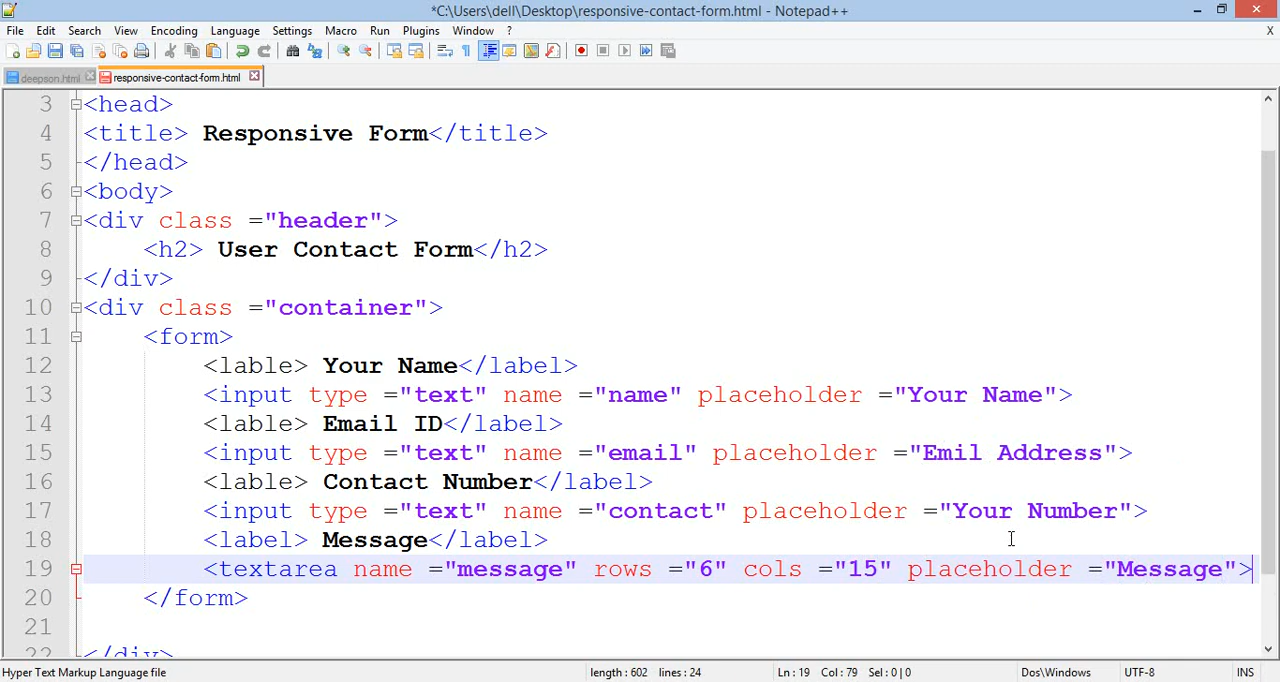 *C:\Users\dell\Desktop\responsive-contact-form.html - Notepad++
File Edit Search View Encoding Language Settings Macro Run Plugins Window ? X
deepson.html responsive-contact-form.html
3 <head>
4 <title> Responsive Form</title>
5 </head>
6 <body>
7 <div class ="header">
8 <h2> User Contact Form</h2>
9 </div>
10 <div class ="container">
11 <form>
12 <lable> Your Name</label>
13 <input type ="text" name ="name" placeholder ="Your Name">
14 <lable> Email ID</label>
15 <input type ="text" name ="email" placeholder ="Emil Address">
16 <lable> Contact Number</label>
17 <input type ="text" name ="contact" placeholder ="Your Number">
18 <label> Message</label>
19 <textarea name ="message" rows ="6" cols ="15" placeholder ="Message">
20 </form>
21
22 </div>
Hyper Text Markup Language file length : 602 lines : 24 Ln : 19 Col : 79 Sel : 0 | 0 Dos\Windows UTF-8 INS